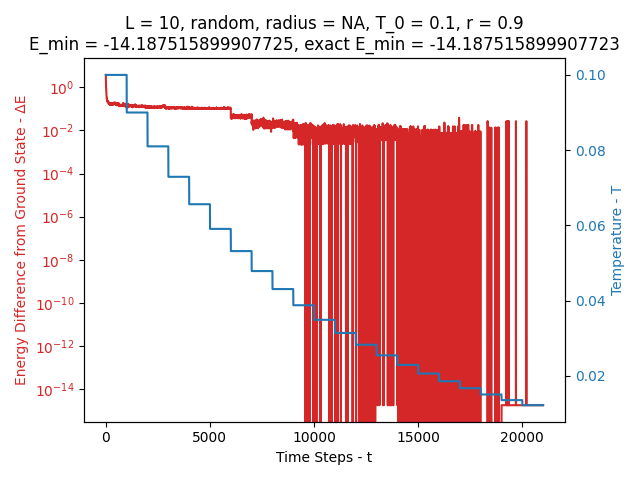 L = 10, random, radius = NA, T_0 = 0.1, r = 0.9
E_min = -14.187515899907725, exact E_min = -14.187515899907723
Energy Difference from Ground State - ΔE
10⁰
10⁻²
10⁻⁴
10⁻⁶
10⁻⁸
10⁻¹⁰
10⁻¹²
10⁻¹⁴
0.10
0.08
0.06
0.04
0.02
Temperature - T
0 5000 10000 15000 20000
Time Steps - t